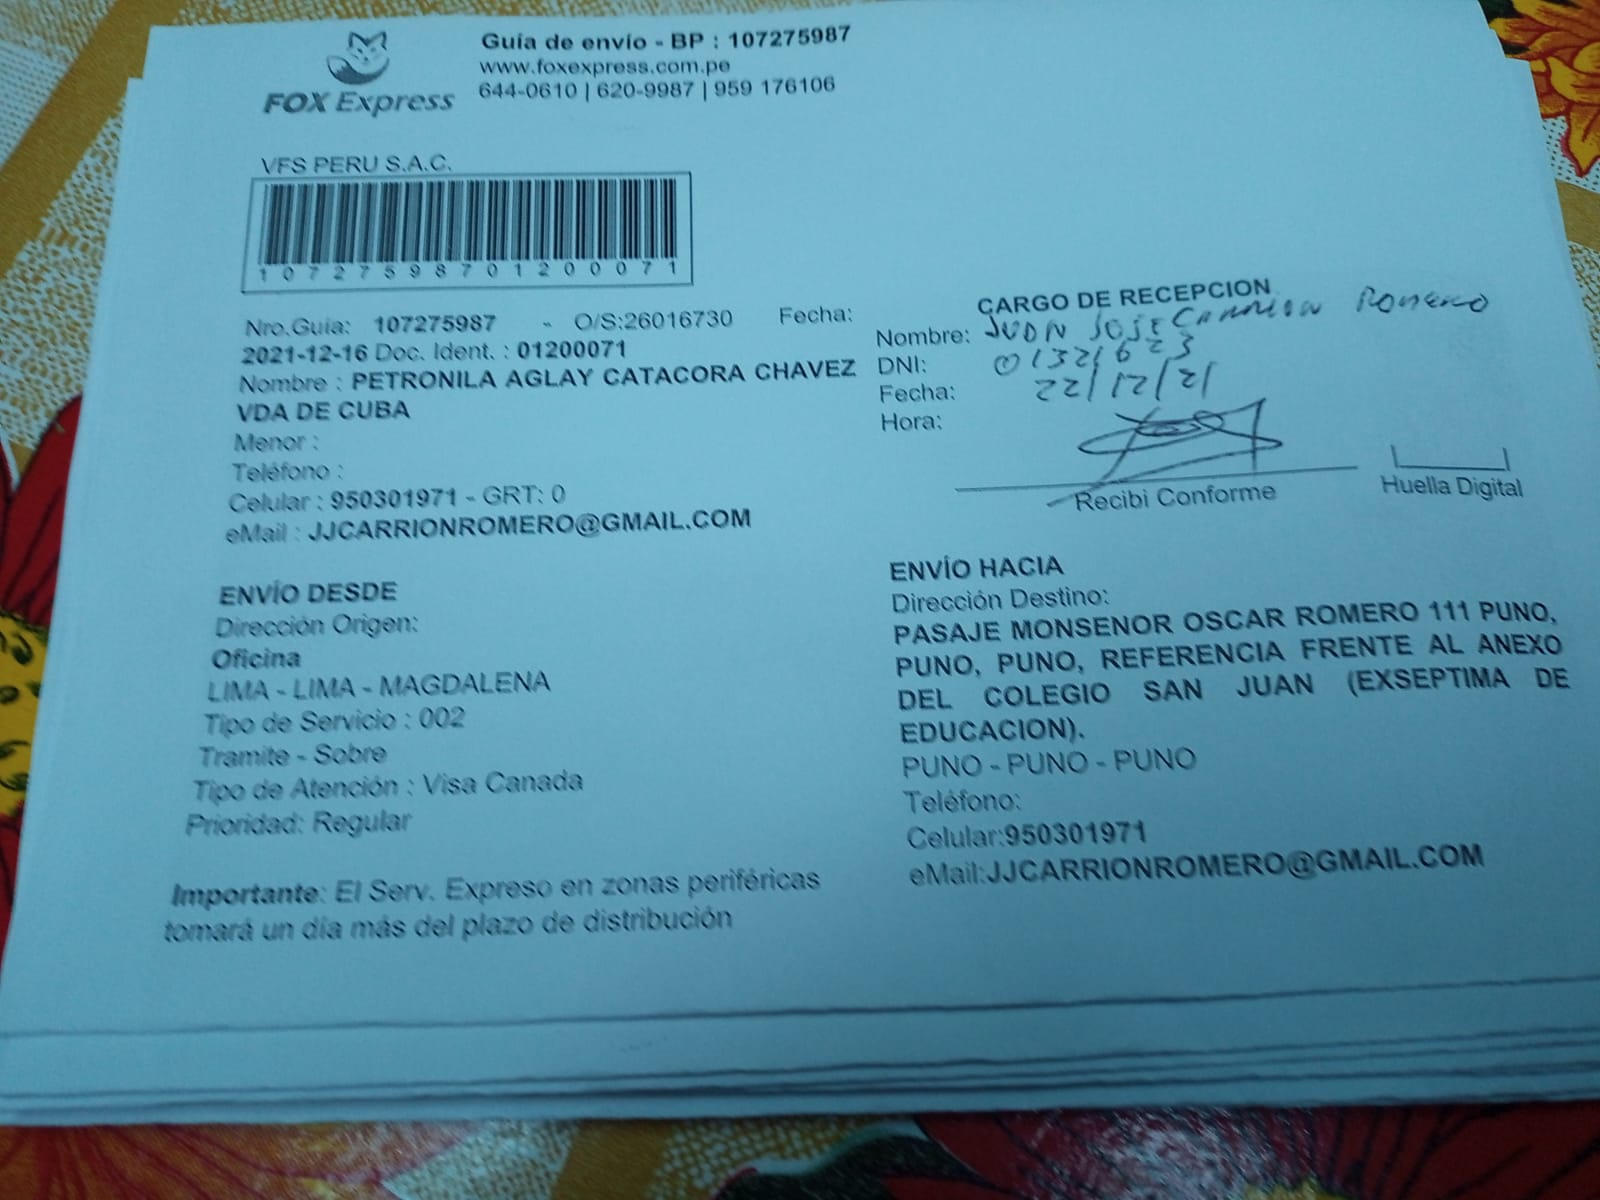 FOX Express
Guía de envío - BP : 107275987
www.foxexpress.com.pe
644-0610 | 620-9987 | 959 176106
VFS PERU S.A.C.
10727598701200071
Nro.Guia: 107275987 - O/S:26016730 Fecha:
2021-12-16 Doc. Ident. : 01200071
Nombre : PETRONILA AGLAY CATACORA CHAVEZ
VDA DE CUBA
Menor :
Teléfono :
Celular : 950301971 - GRT: 0
eMail : JJCARRIONROMERO@GMAIL.COM
CARGO DE RECEPCION
Nombre: JUAN JOSE CARRION ROMERO
DNI: 01321623
Fecha: 22/12/21
Hora:
Recibi Conforme
Huella Digital
ENVÍO DESDE
Dirección Origen:
Oficina
LIMA - LIMA - MAGDALENA
Tipo de Servicio : 002
Tramite - Sobre
Tipo de Atención : Visa Canada
Prioridad: Regular
Importante: El Serv. Expreso en zonas periféricas
tomará un día más del plazo de distribución
ENVÍO HACIA
Dirección Destino:
PASAJE MONSENOR OSCAR ROMERO 111 PUNO,
PUNO, PUNO, REFERENCIA FRENTE AL ANEXO
DEL COLEGIO SAN JUAN (EXSEPTIMA DE
EDUCACION).
PUNO - PUNO - PUNO
Teléfono:
Celular:950301971
eMail:JJCARRIONROMERO@GMAIL.COM